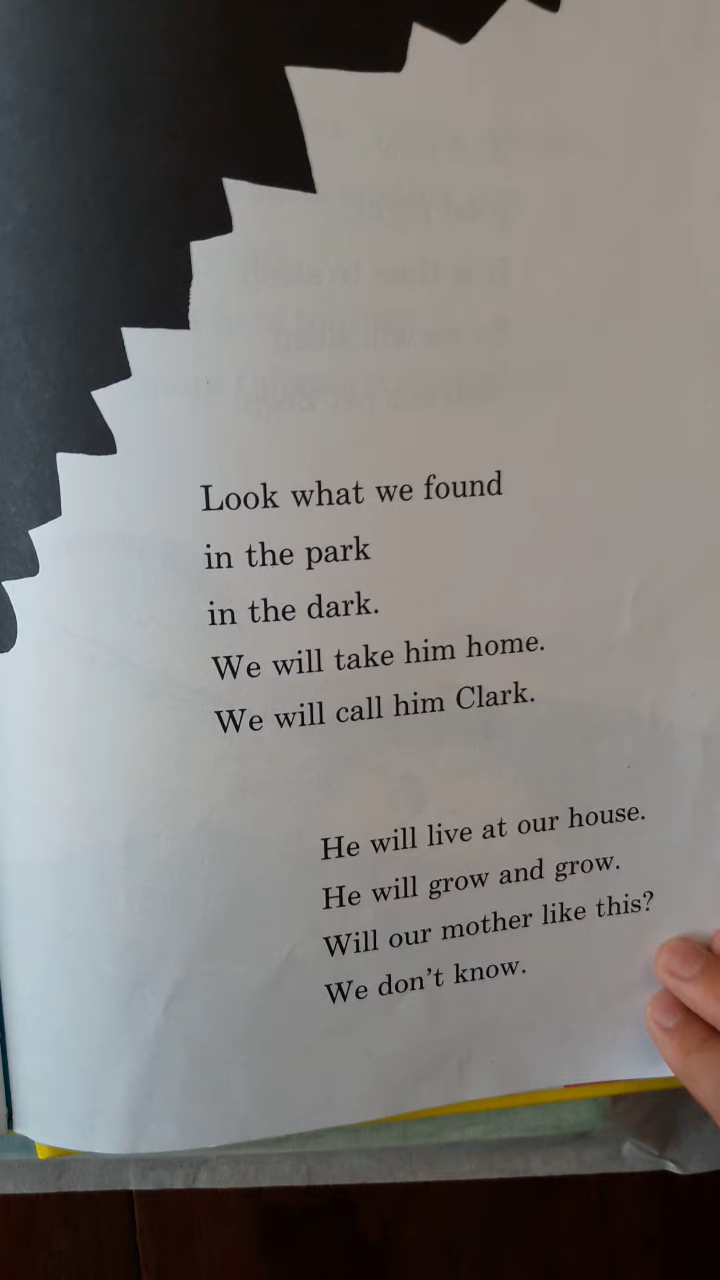 Look what we found
in the park
in the dark.
We will take him home.
We will call him Clark.
He will live at our house.
He will grow and grow.
Will our mother like this?
We don't know.